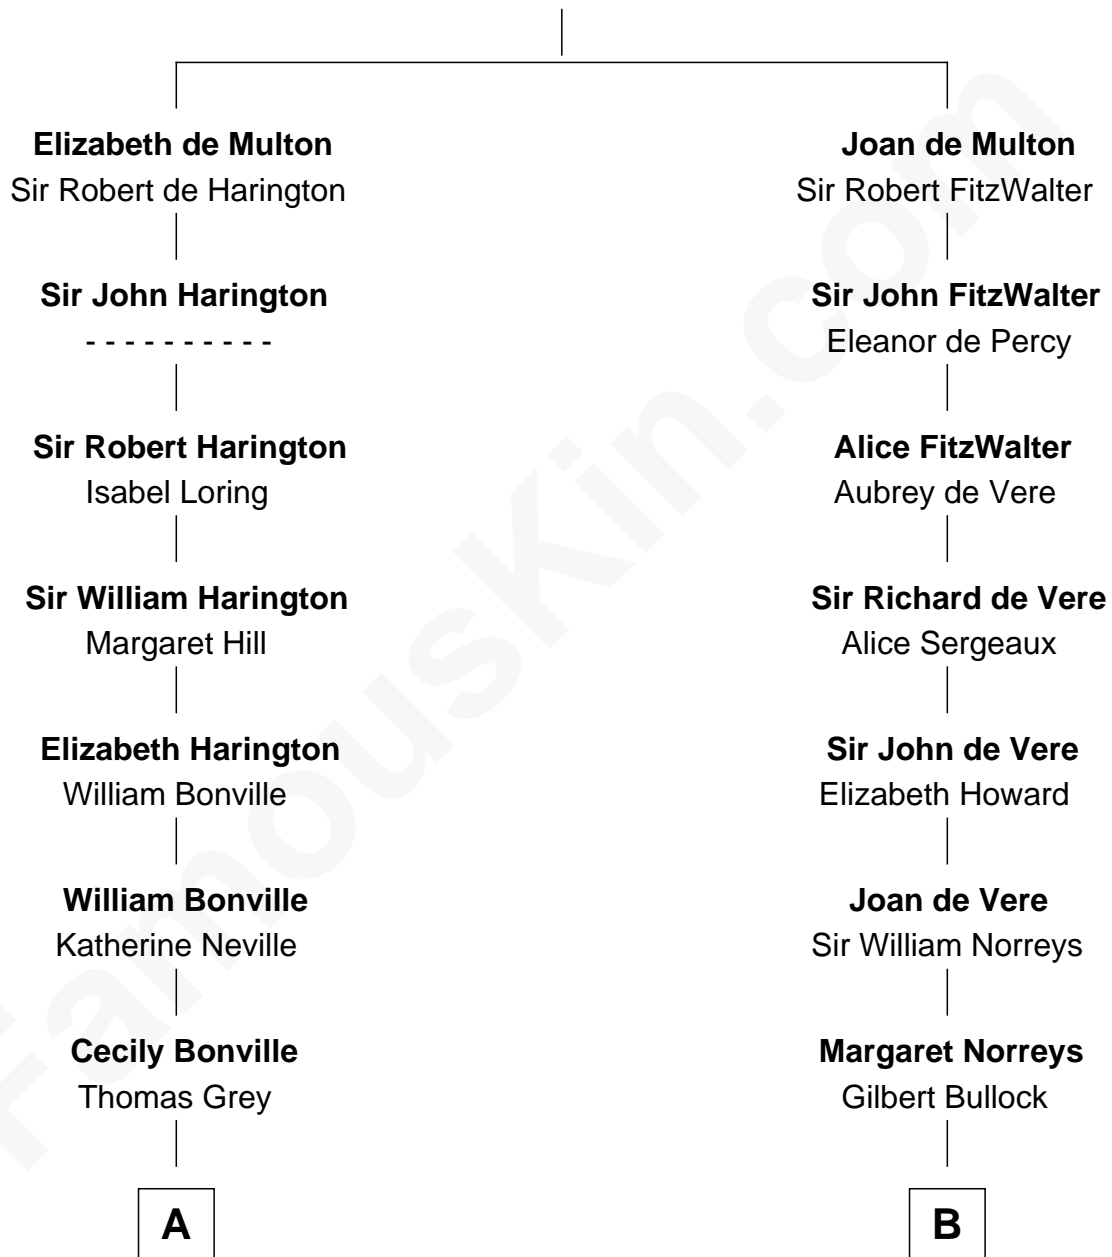 Elizabeth de Multon
Sir Robert de Harington
Joan de Multon
Sir Robert FitzWalter
Sir John Harington
- - - - - - - - - -
Sir John FitzWalter
Eleanor de Percy
Sir Robert Harington
Isabel Loring
Alice FitzWalter
Aubrey de Vere
Sir William Harington
Margaret Hill
Sir Richard de Vere
Alice Sergeaux
Elizabeth Harington
William Bonville
Sir John de Vere
Elizabeth Howard
William Bonville
Katherine Neville
Joan de Vere
Sir William Norreys
Cecily Bonville
Thomas Grey
Margaret Norreys
Gilbert Bullock
A
B
FamousKin.com